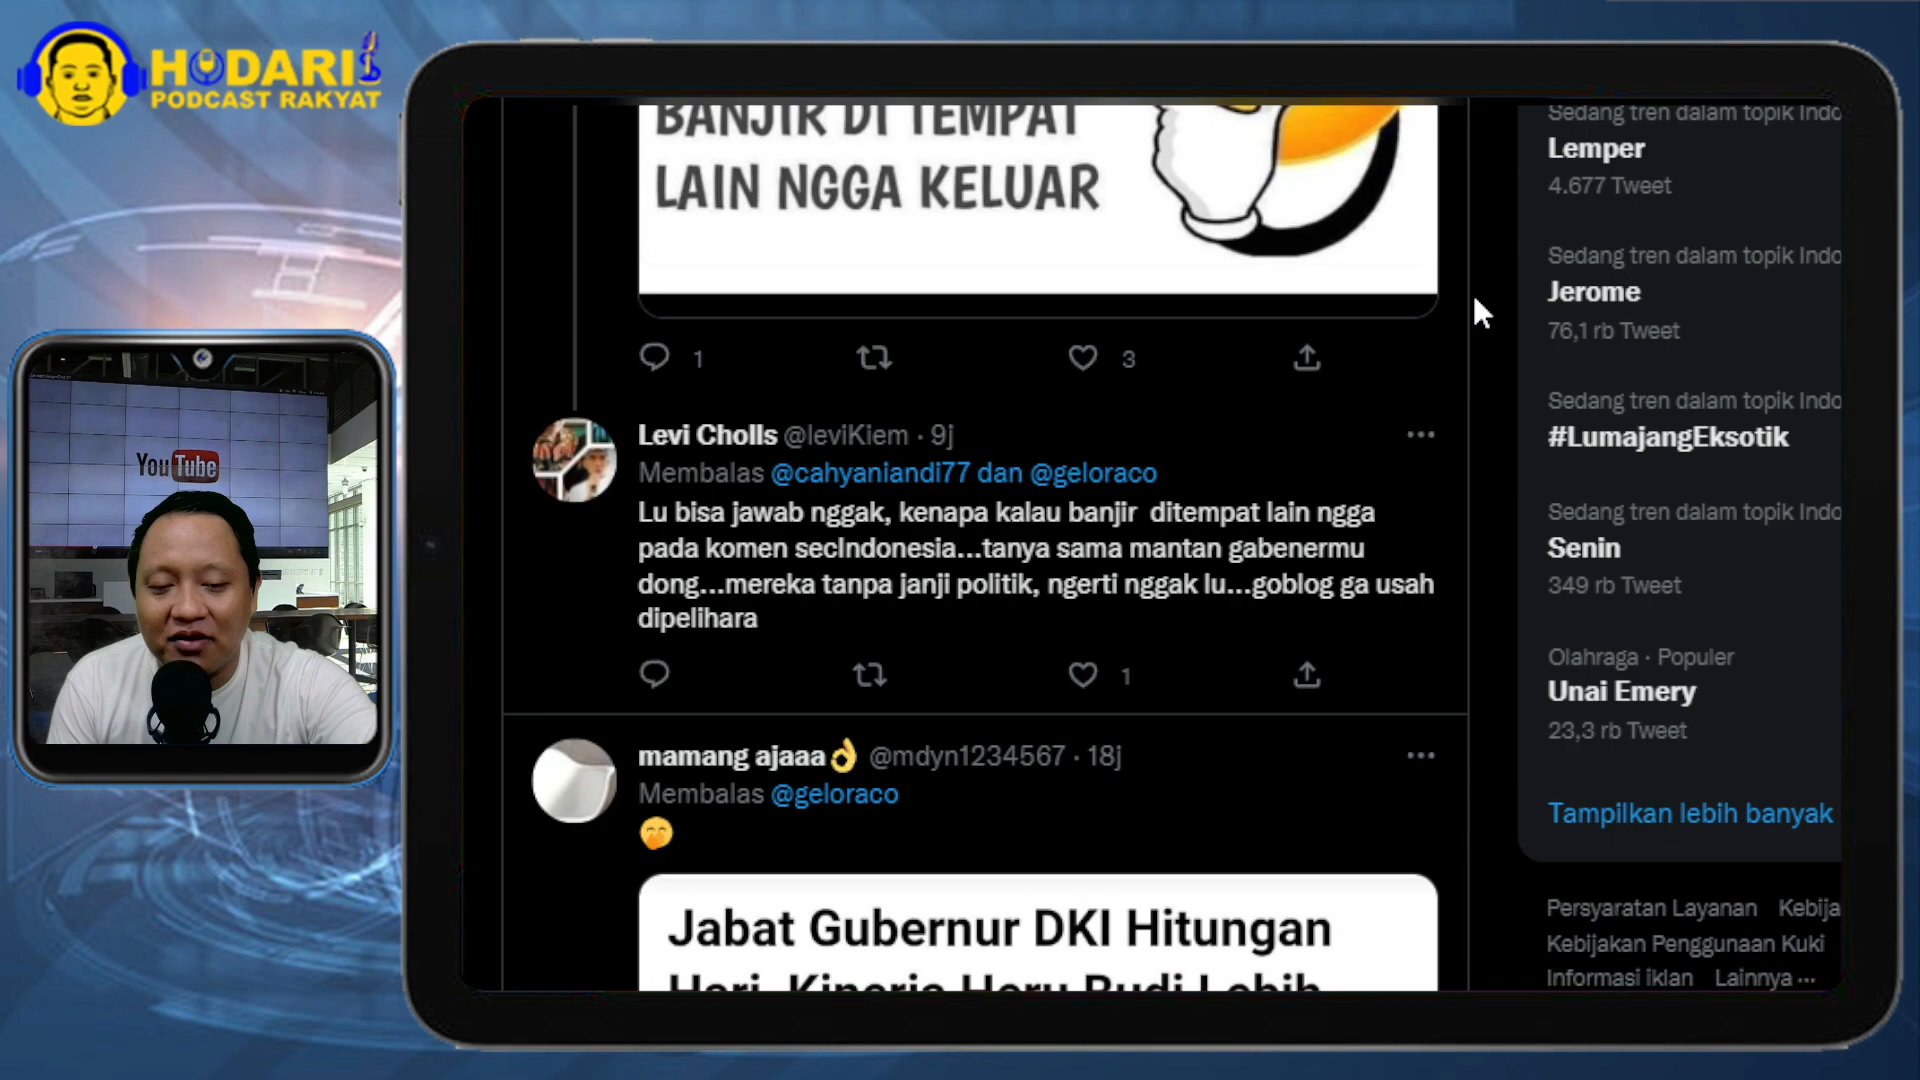 HODARI
PODCAST RAKYAT
YouTube
BANJIR DI TEMPAT
LAIN NGGA KELUAR
1
3
Levi Cholls @leviKiem · 9j
Membalas @cahyaniandi77 dan @geloraco
Lu bisa jawab nggak, kenapa kalau banjir ditempat lain ngga
pada komen secIndonesia...tanya sama mantan gabenermu
dong...mereka tanpa janji politik, ngerti nggak lu...goblog ga usah
dipelihara
1
mamang ajaaa👌 @mdyn1234567 · 18j
Membalas @geloraco
🤭
Jabat Gubernur DKI Hitungan
Hari, Kinerja Heru Budi Lebih
Sedang tren dalam topik Indo
Lemper
4.677 Tweet
Sedang tren dalam topik Indo
Jerome
76,1 rb Tweet
Sedang tren dalam topik Indo
#LumajangEksotik
Sedang tren dalam topik Indo
Senin
349 rb Tweet
Olahraga · Populer
Unai Emery
23,3 rb Tweet
Tampilkan lebih banyak
Persyaratan Layanan Kebija
Kebijakan Penggunaan Kuki
Informasi iklan Lainnya ···